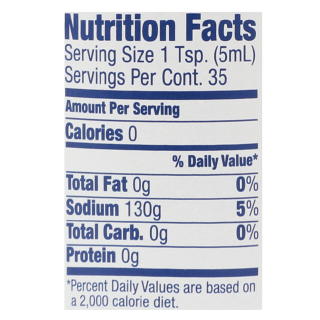 Nutrition Facts
Serving Size 1 Tsp. (5mL)
Servings Per Cont. 35
Amount Per Serving
Calories 0
% Daily Value*
Total Fat 0g 0%
Sodium 130g 5%
Total Carb. 0g 0%
Protein 0g
*Percent Daily Values are based on
a 2,000 calorie diet.